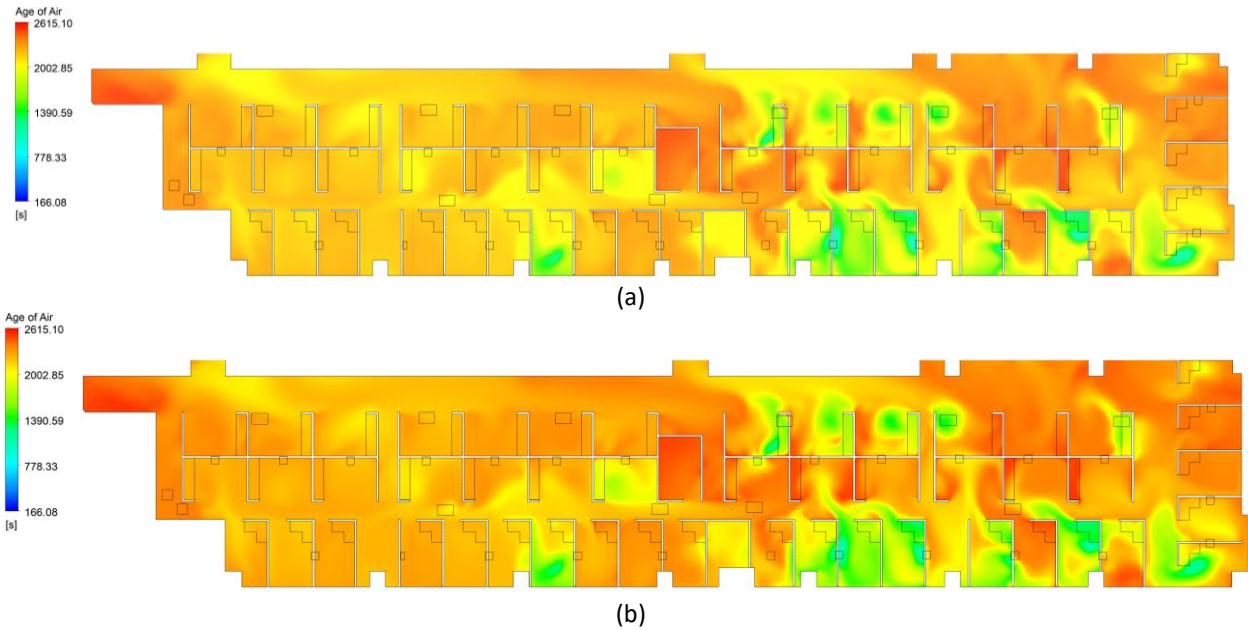 Age of Air
2615.10
2002.85
1390.59
778.33
166.08
[s]
(a)
Age of Air
2615.10
2002.85
1390.59
778.33
166.08
[s]
(b)